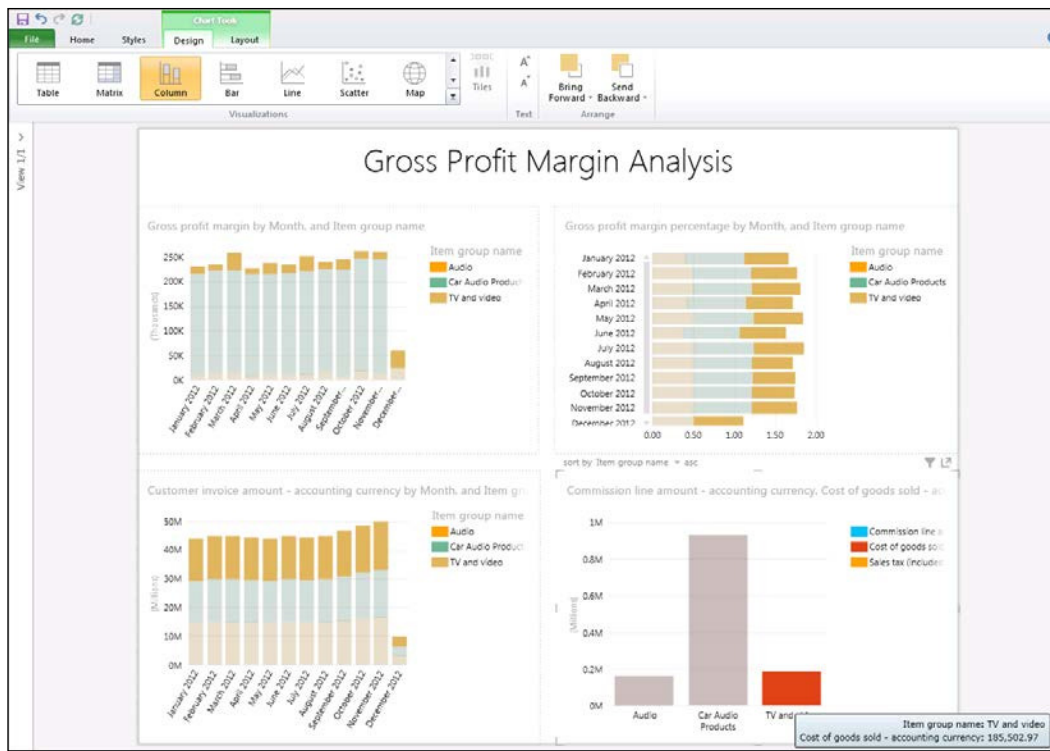 Chart Tools
File Home Styles Design Layout
Table Matrix Column Bar Line Scatter Map
Tiles
A A
Bring Forward
Send Backward
Visualizations Text Arrange
View 1/1
Gross Profit Margin Analysis
Gross profit margin by Month, and Item group name
Item group name
Audio
Car Audio Products
TV and video
(Thousands)
250K
200K
150K
100K
50K
0K
January 2012
February 2012
March 2012
April 2012
May 2012
June 2012
July 2012
August 2012
September...
October 2012
November...
December...
Gross profit margin percentage by Month, and Item group name
Item group name
Audio
Car Audio Products
TV and video
January 2012
February 2012
March 2012
April 2012
May 2012
June 2012
July 2012
August 2012
September 2012
October 2012
November 2012
December 2012
0.00 0.50 1.00 1.50 2.00
Customer invoice amount - accounting currency by Month, and Item gr
Item group name
Audio
Car Audio Product
TV and video
(Millions)
50M
40M
30M
20M
10M
0M
January 2012
February 2012
March 2012
April 2012
May 2012
June 2012
July 2012
August 2012
September 2012
October 2012
November 2012
December 2012
sort by Item group name asc
Commission line amount - accounting currency, Cost of goods sold - ac
Commission line a
Cost of goods sol
Sales tax (include
(Millions)
1M
0.8M
0.6M
0.4M
0.2M
0M
Audio
Car Audio Products
TV and
Item group name: TV and video
Cost of goods sold - accounting currency: 185,502.97